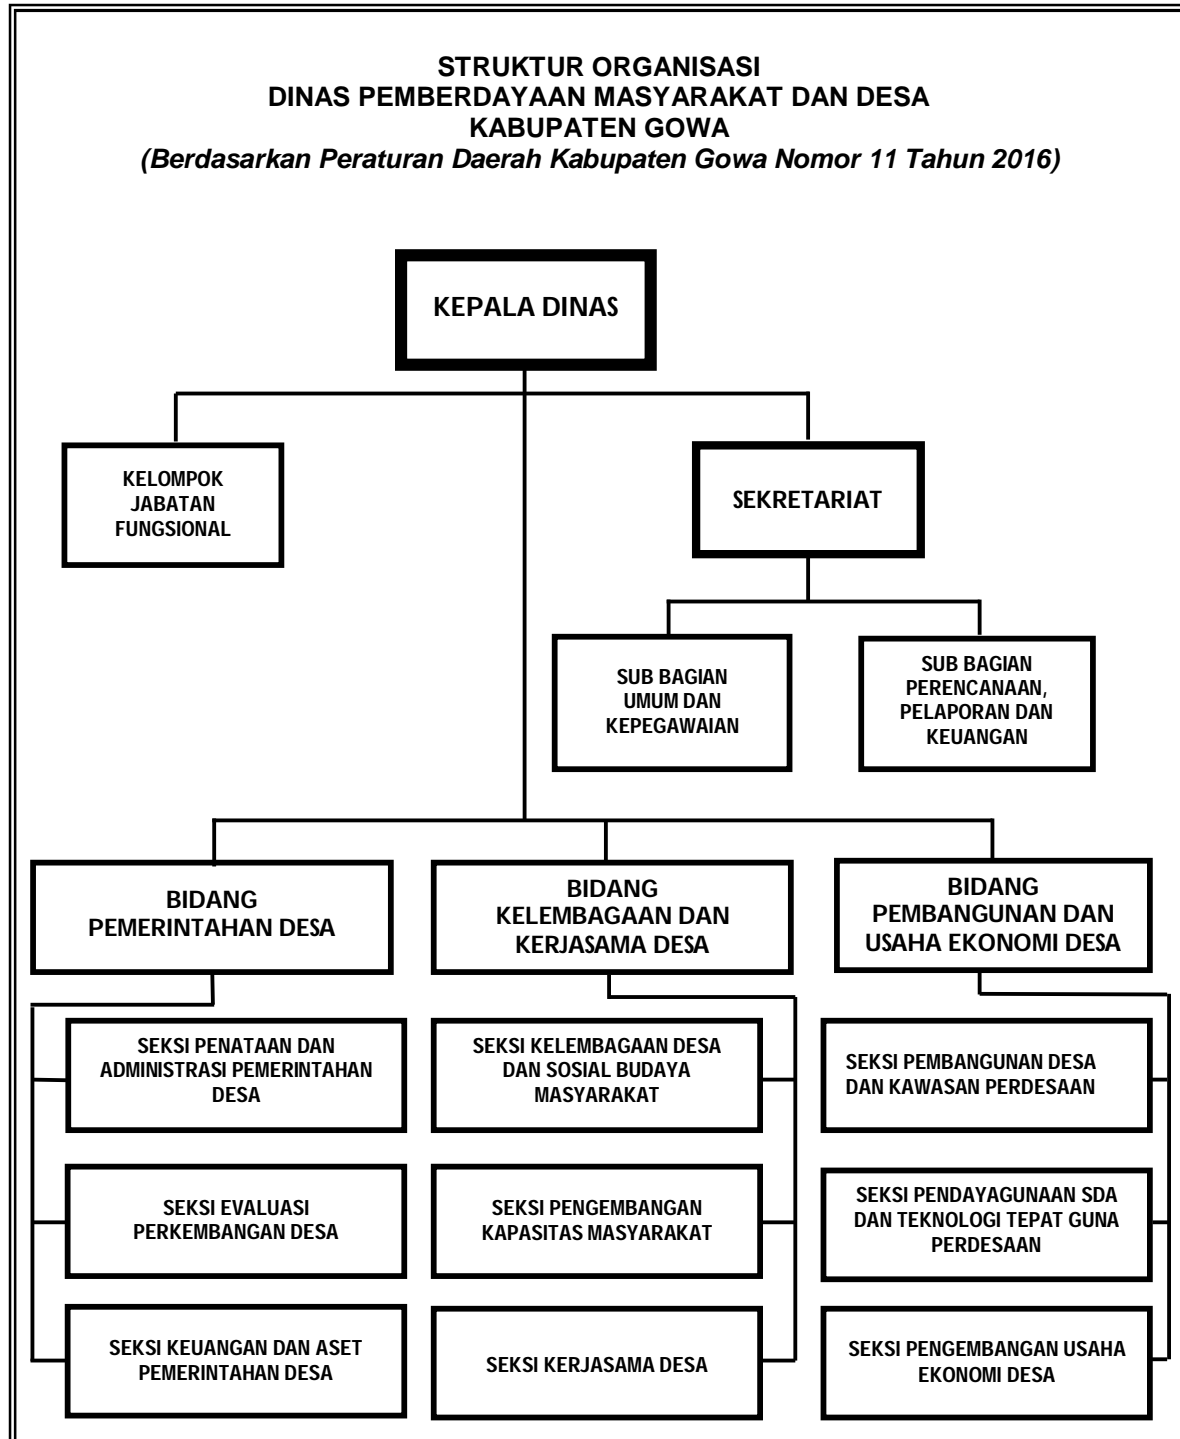 STRUKTUR ORGANISASI
DINAS PEMBERDAYAAN MASYARAKAT DAN DESA
KABUPATEN GOWA
(Berdasarkan Peraturan Daerah Kabupaten Gowa Nomor 11 Tahun 2016)
KEPALA DINAS
KELOMPOK
JABATAN
FUNGSIONAL
SEKRETARIAT
SUB BAGIAN
UMUM DAN
KEPEGAWAIAN
SUB BAGIAN
PERENCANAAN,
PELAPORAN DAN
KEUANGAN
BIDANG
PEMERINTAHAN DESA
BIDANG
KELEMBAGAAN DAN
KERJASAMA DESA
BIDANG
PEMBANGUNAN DAN
USAHA EKONOMI DESA
SEKSI PENATAAN DAN
ADMINISTRASI PEMERINTAHAN
DESA
SEKSI KELEMBAGAAN DESA
DAN SOSIAL BUDAYA
MASYARAKAT
SEKSI PEMBANGUNAN DESA
DAN KAWASAN PERDESAAN
SEKSI EVALUASI
PERKEMBANGAN DESA
SEKSI PENGEMBANGAN
KAPASITAS MASYARAKAT
SEKSI PENDAYAGUNAAN SDA
DAN TEKNOLOGI TEPAT GUNA
PERDESAAN
SEKSI KEUANGAN DAN ASET
PEMERINTAHAN DESA
SEKSI KERJASAMA DESA
SEKSI PENGEMBANGAN USAHA
EKONOMI DESA